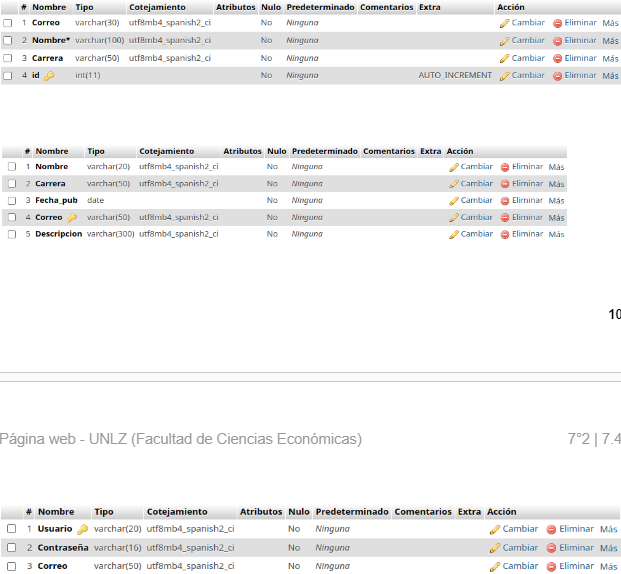 # Nombre Tipo Cotejamiento Atributos Nulo Predeterminado Comentarios Extra Acción
1 Correo varchar(30) utf8mb4_spanish2_ci No Ninguna Cambiar Eliminar Más
2 Nombre* varchar(100) utf8mb4_spanish2_ci No Ninguna Cambiar Eliminar Más
3 Carrera varchar(50) utf8mb4_spanish2_ci No Ninguna Cambiar Eliminar Más
4 id int(11) No Ninguna AUTO_INCREMENT Cambiar Eliminar Más
# Nombre Tipo Cotejamiento Atributos Nulo Predeterminado Comentarios Extra Acción
1 Nombre varchar(20) utf8mb4_spanish2_ci No Ninguna Cambiar Eliminar Más
2 Carrera varchar(50) utf8mb4_spanish2_ci No Ninguna Cambiar Eliminar Más
3 Fecha_pub date No Ninguna Cambiar Eliminar Más
4 Correo varchar(50) utf8mb4_spanish2_ci No Ninguna Cambiar Eliminar Más
5 Descripcion varchar(300) utf8mb4_spanish2_ci No Ninguna Cambiar Eliminar Más
10
Página web - UNLZ (Facultad de Ciencias Económicas) 7°2 | 7.4
# Nombre Tipo Cotejamiento Atributos Nulo Predeterminado Comentarios Extra Acción
1 Usuario varchar(20) utf8mb4_spanish2_ci No Ninguna Cambiar Eliminar Más
2 Contraseña varchar(16) utf8mb4_spanish2_ci No Ninguna Cambiar Eliminar Más
3 Correo varchar(50) utf8mb4_spanish2_ci No Ninguna Cambiar Eliminar Más